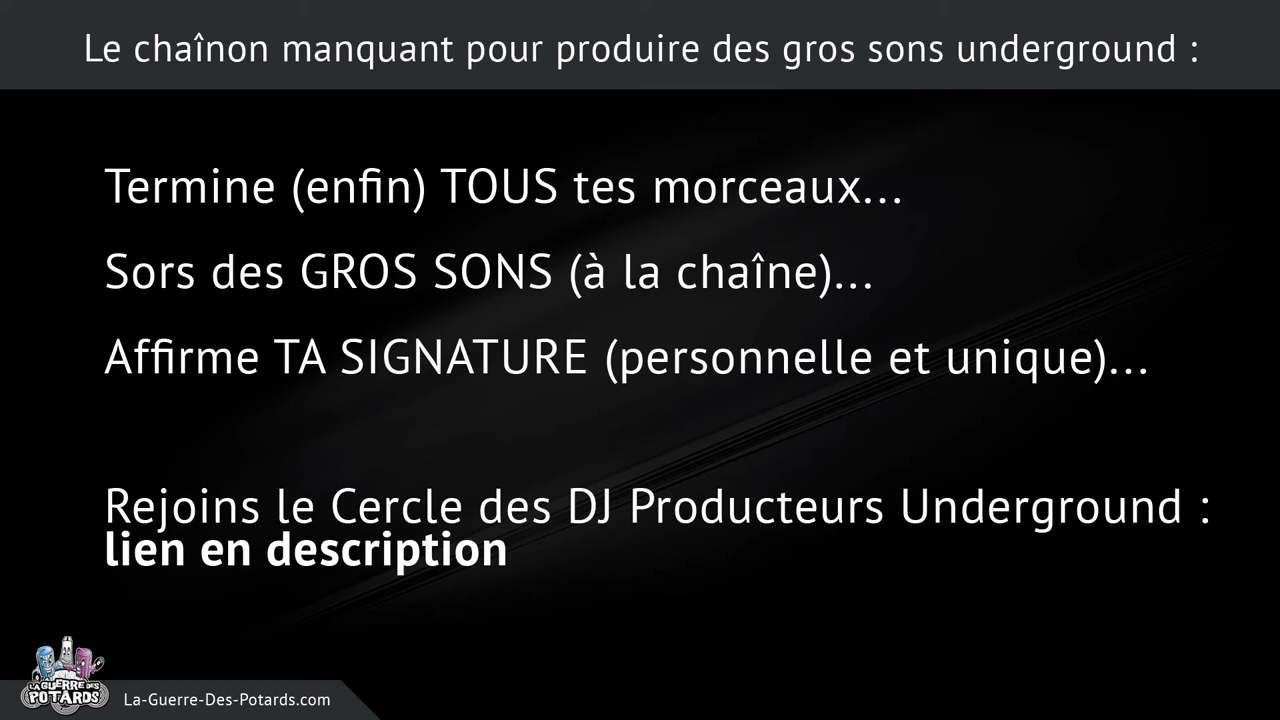 Le chaînon manquant pour produire des gros sons underground :
Termine (enfin) TOUS tes morceaux...
Sors des GROS SONS (à la chaîne)...
Affirme TA SIGNATURE (personnelle et unique)...
Rejoins le Cercle des DJ Producteurs Underground :
lien en description
LA GUERRE DES
POTARDS
La-Guerre-Des-Potards.com